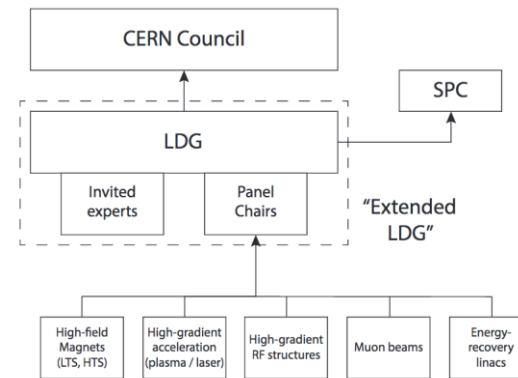 CERN Council
SPC
LDG
Invited
experts
Panel
Chairs
“Extended
LDG”
High-field
Magnets
(LTS, HTS)
High-gradient
acceleration
(plasma / laser)
High-gradient
RF structures
Muon beams
Energy-
recovery
linacs